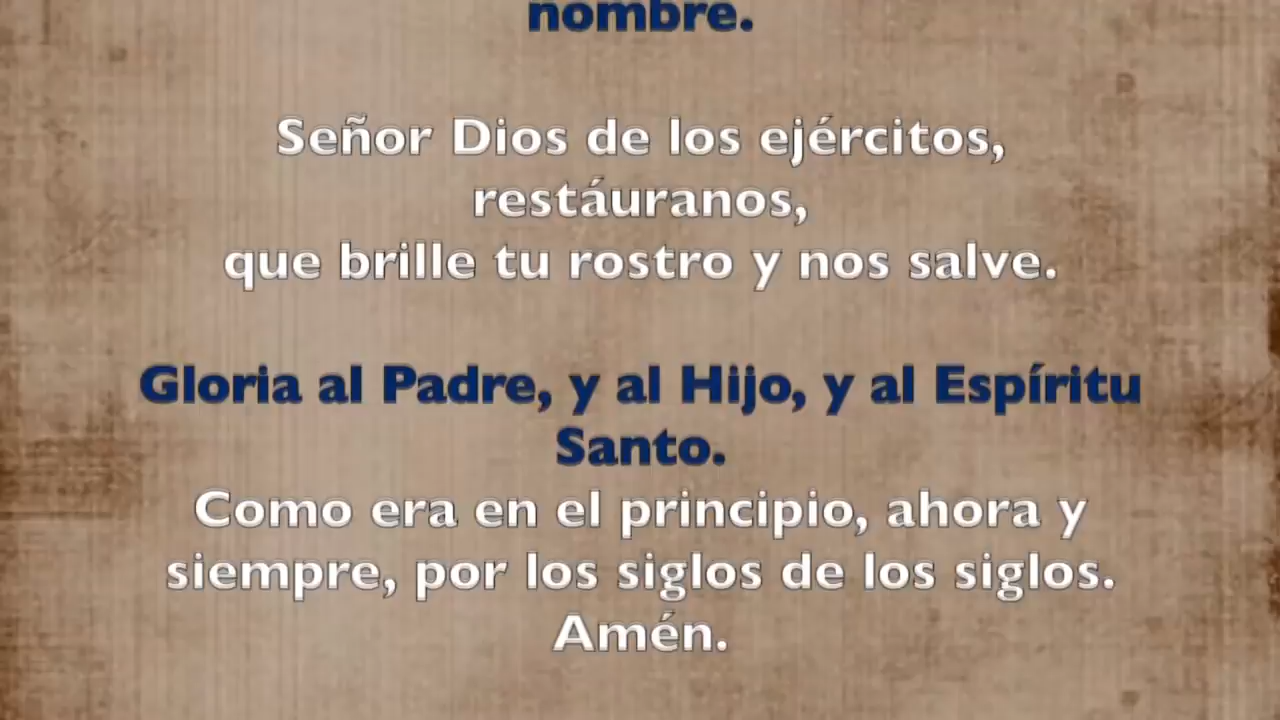 nombre.
Señor Dios de los ejércitos,
restáuranos,
que brille tu rostro y nos salve.
Gloria al Padre, y al Hijo, y al Espíritu
Santo.
Como era en el principio, ahora y
siempre, por los siglos de los siglos.
Amén.